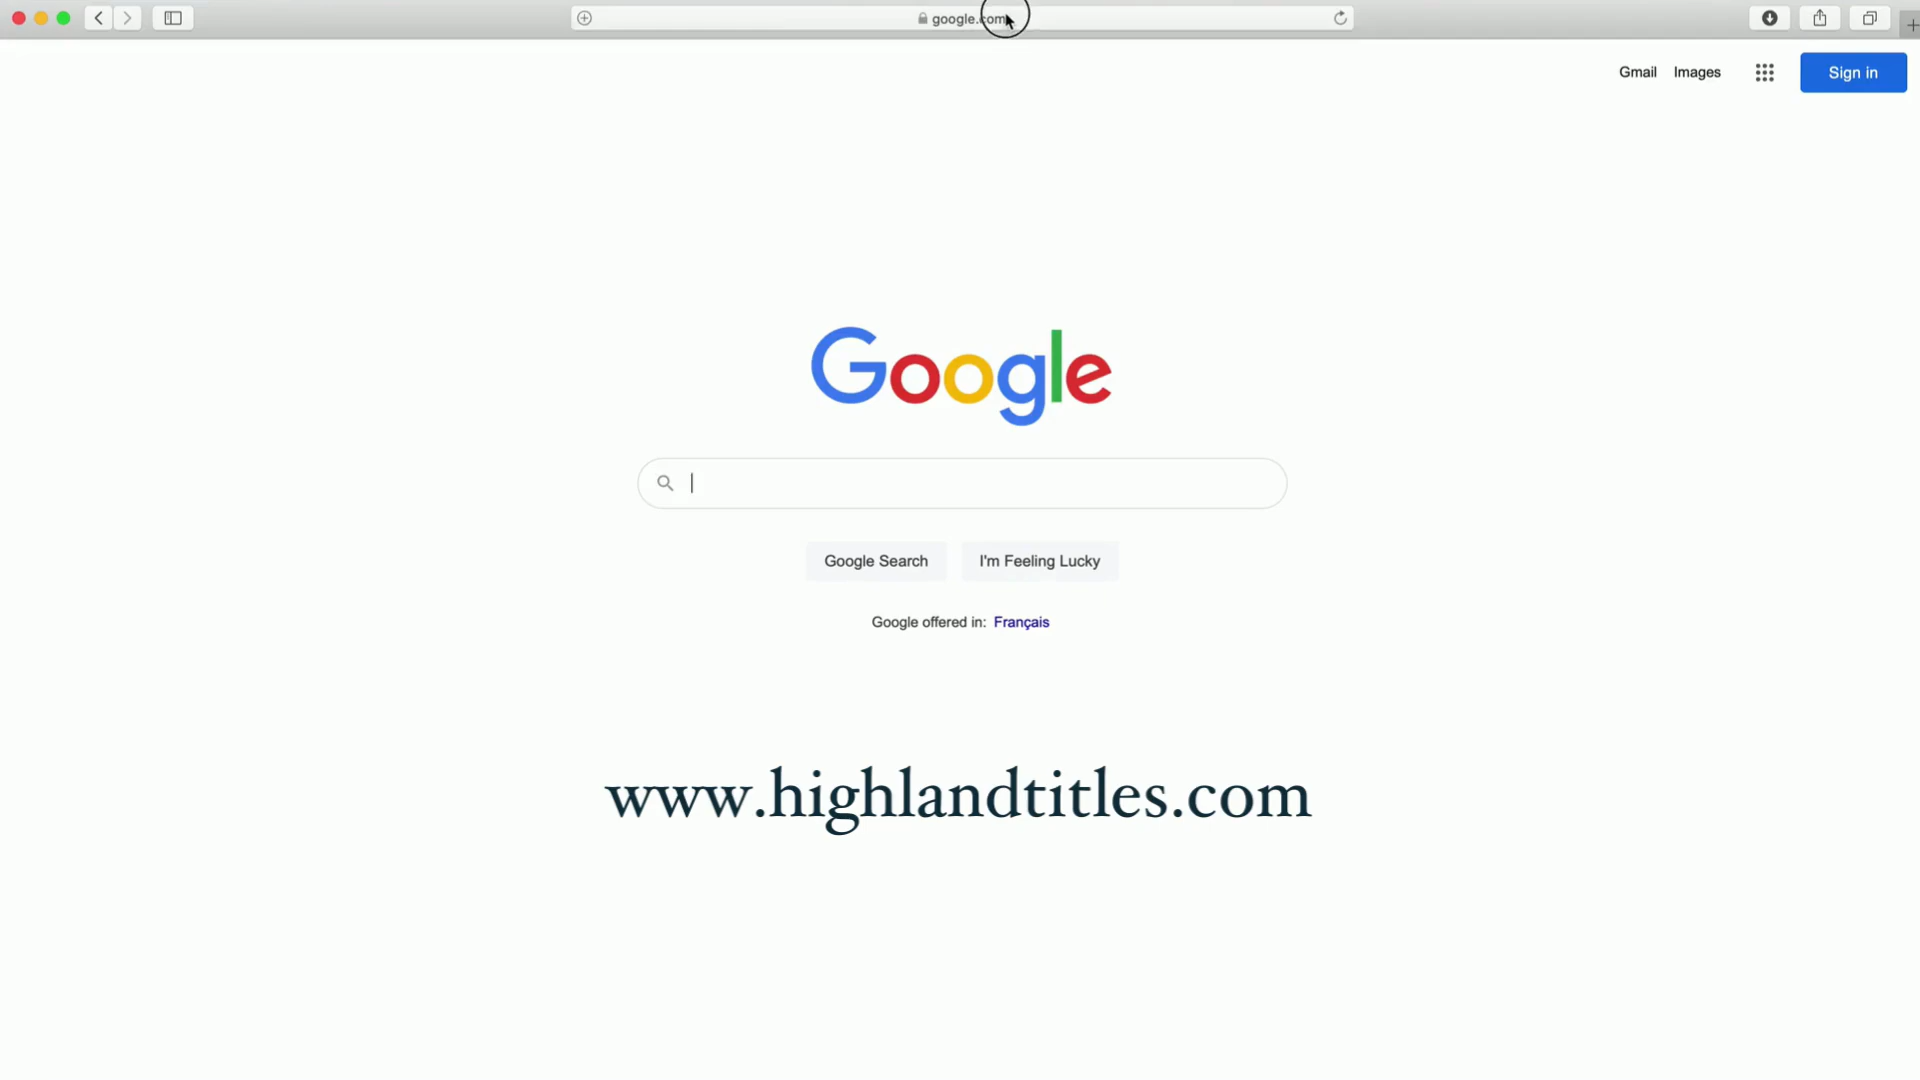 google.com
Gmail Images
Sign in
Google
Google Search I'm Feeling Lucky
Google offered in: Français
www.highlandtitles.com